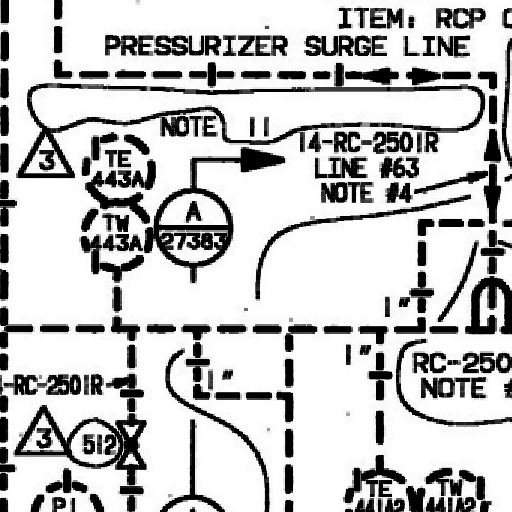 ITEM: RCP
PRESSURIZER SURGE LINE
NOTE 11
14-RC-2501R
LINE #63
NOTE #4
3
TE
443A
TW
443A
A
27383
1"
1"
1"
RC-250
NOTE #
-RC-2501R
3
512
PI
TE
441A2
TW
441A2